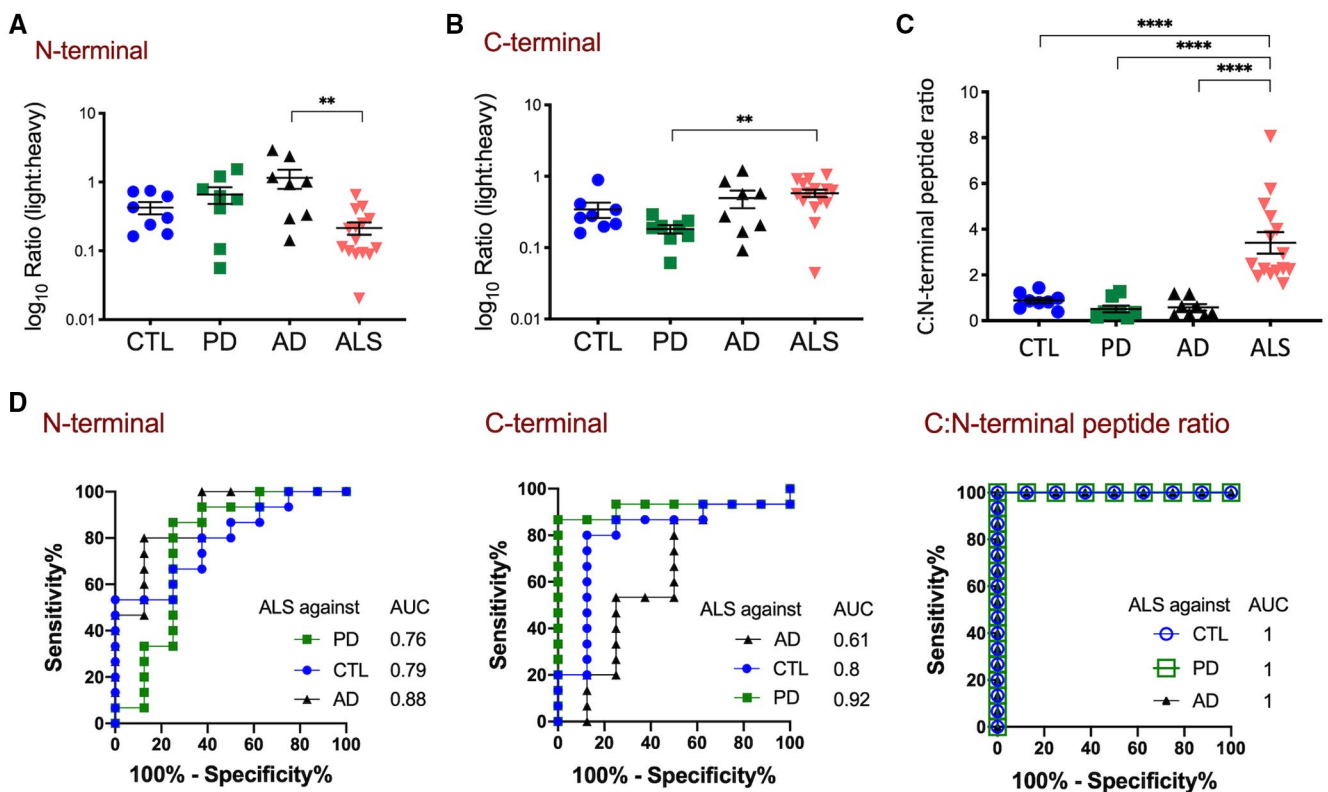 A
N-terminal
log10 Ratio (light:heavy)
10
1
0.1
0.01
**
CTL PD AD ALS
B
C-terminal
log10 Ratio (light:heavy)
10
1
0.1
0.01
**
CTL PD AD ALS
C
C:N-terminal peptide ratio
10
8
6
4
2
0
****
****
****
CTL PD AD ALS
D
N-terminal
Sensitivity%
100
80
60
40
20
0
0 20 40 60 80 100
100% - Specificity%
ALS against AUC
PD 0.76
CTL 0.79
AD 0.88
C-terminal
Sensitivity%
100
80
60
40
20
0
0 20 40 60 80 100
100% - Specificity%
ALS against AUC
AD 0.61
CTL 0.8
PD 0.92
C:N-terminal peptide ratio
Sensitivity%
100
80
60
40
20
0
0 20 40 60 80 100
100% - Specificity%
ALS against AUC
CTL 1
PD 1
AD 1